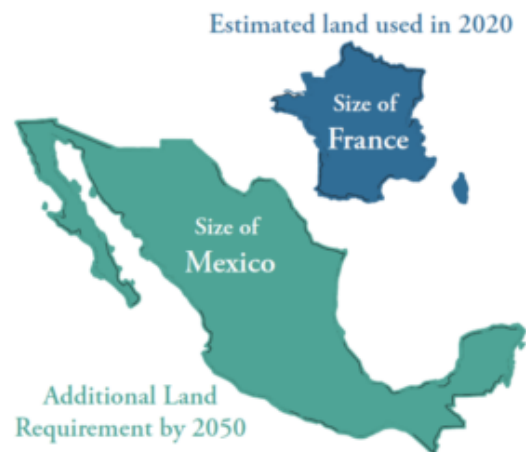 Estimated land used in 2020
Size of
France
Size of
Mexico
Additional Land
Requirement by 2050